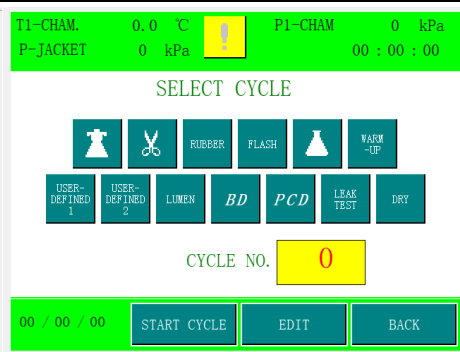 T1-CHAM. 0.0 ℃ ! P1-CHAM 0 kPa
P-JACKET 0 kPa 00 : 00 : 00
SELECT CYCLE
RUBBER FLASH WARM-UP
USER-DEFINED 1 USER-DEFINED 2 LUMEN BD PCD LEAK TEST DRY
CYCLE NO. 0
00 / 00 / 00 START CYCLE EDIT BACK